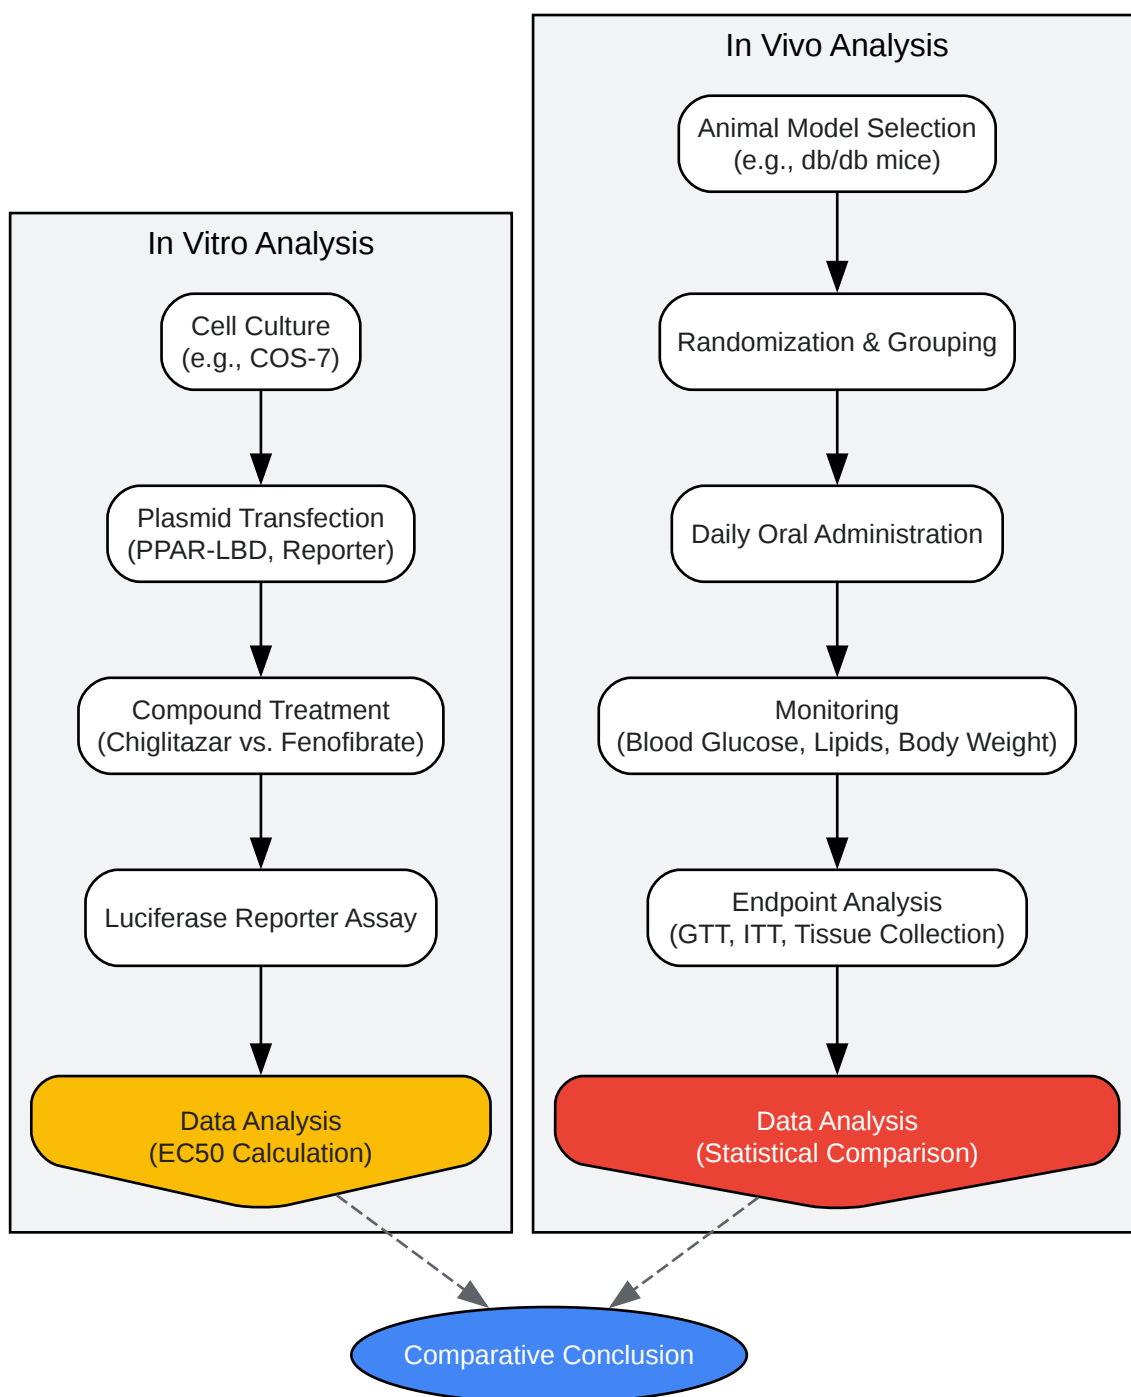 In Vitro Analysis
Cell Culture
(e.g., COS-7)
Plasmid Transfection
(PPAR-LBD, Reporter)
Compound Treatment
(Chiglitazar vs. Fenofibrate)
Luciferase Reporter Assay
Data Analysis
(EC50 Calculation)
In Vivo Analysis
Animal Model Selection
(e.g., db/db mice)
Randomization & Grouping
Daily Oral Administration
Monitoring
(Blood Glucose, Lipids, Body Weight)
Endpoint Analysis
(GTT, ITT, Tissue Collection)
Data Analysis
(Statistical Comparison)
Comparative Conclusion